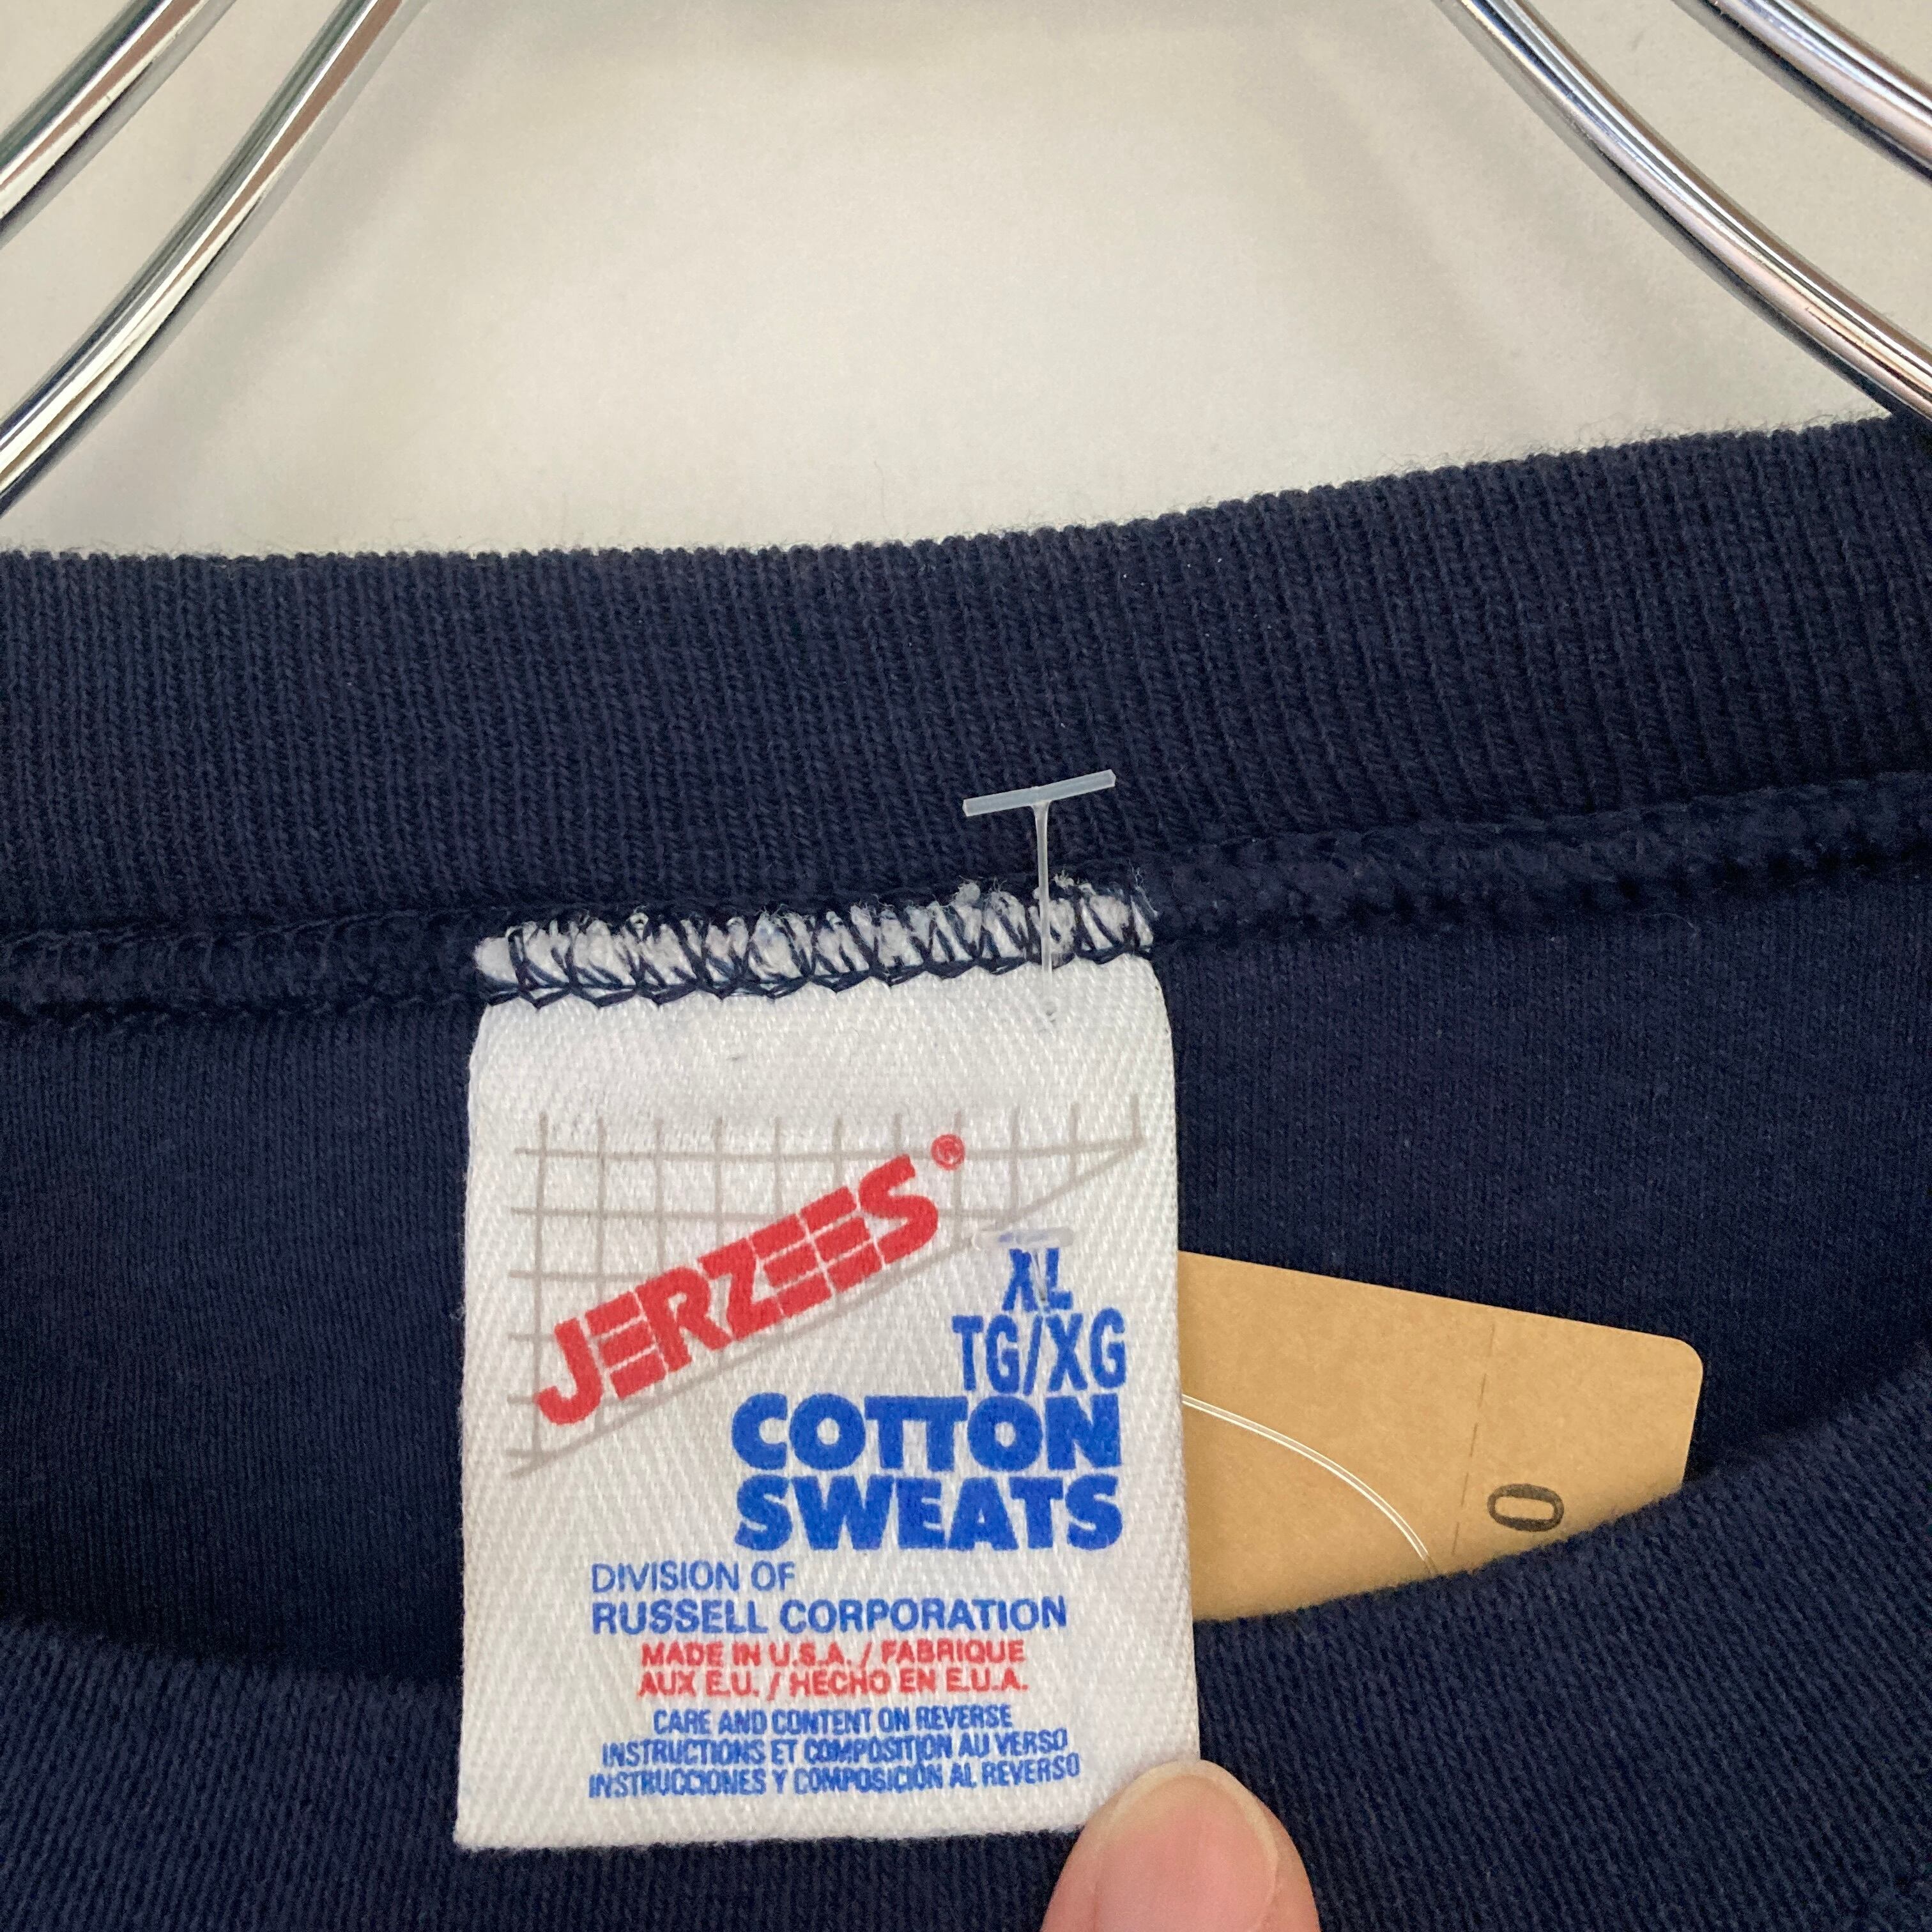 JERZEES®
XL
TG/XG
COTTON
SWEATS
DIVISION OF
RUSSELL CORPORATION
MADE IN U.S.A. / FABRIQUE
AUX E.U. / HECHO EN E.U.A.
CARE AND CONTENT ON REVERSE
INSTRUCTIONS ET COMPOSITION AU VERSO
INSTRUCCIONES Y COMPOSICIÓN AL REVERSO
0